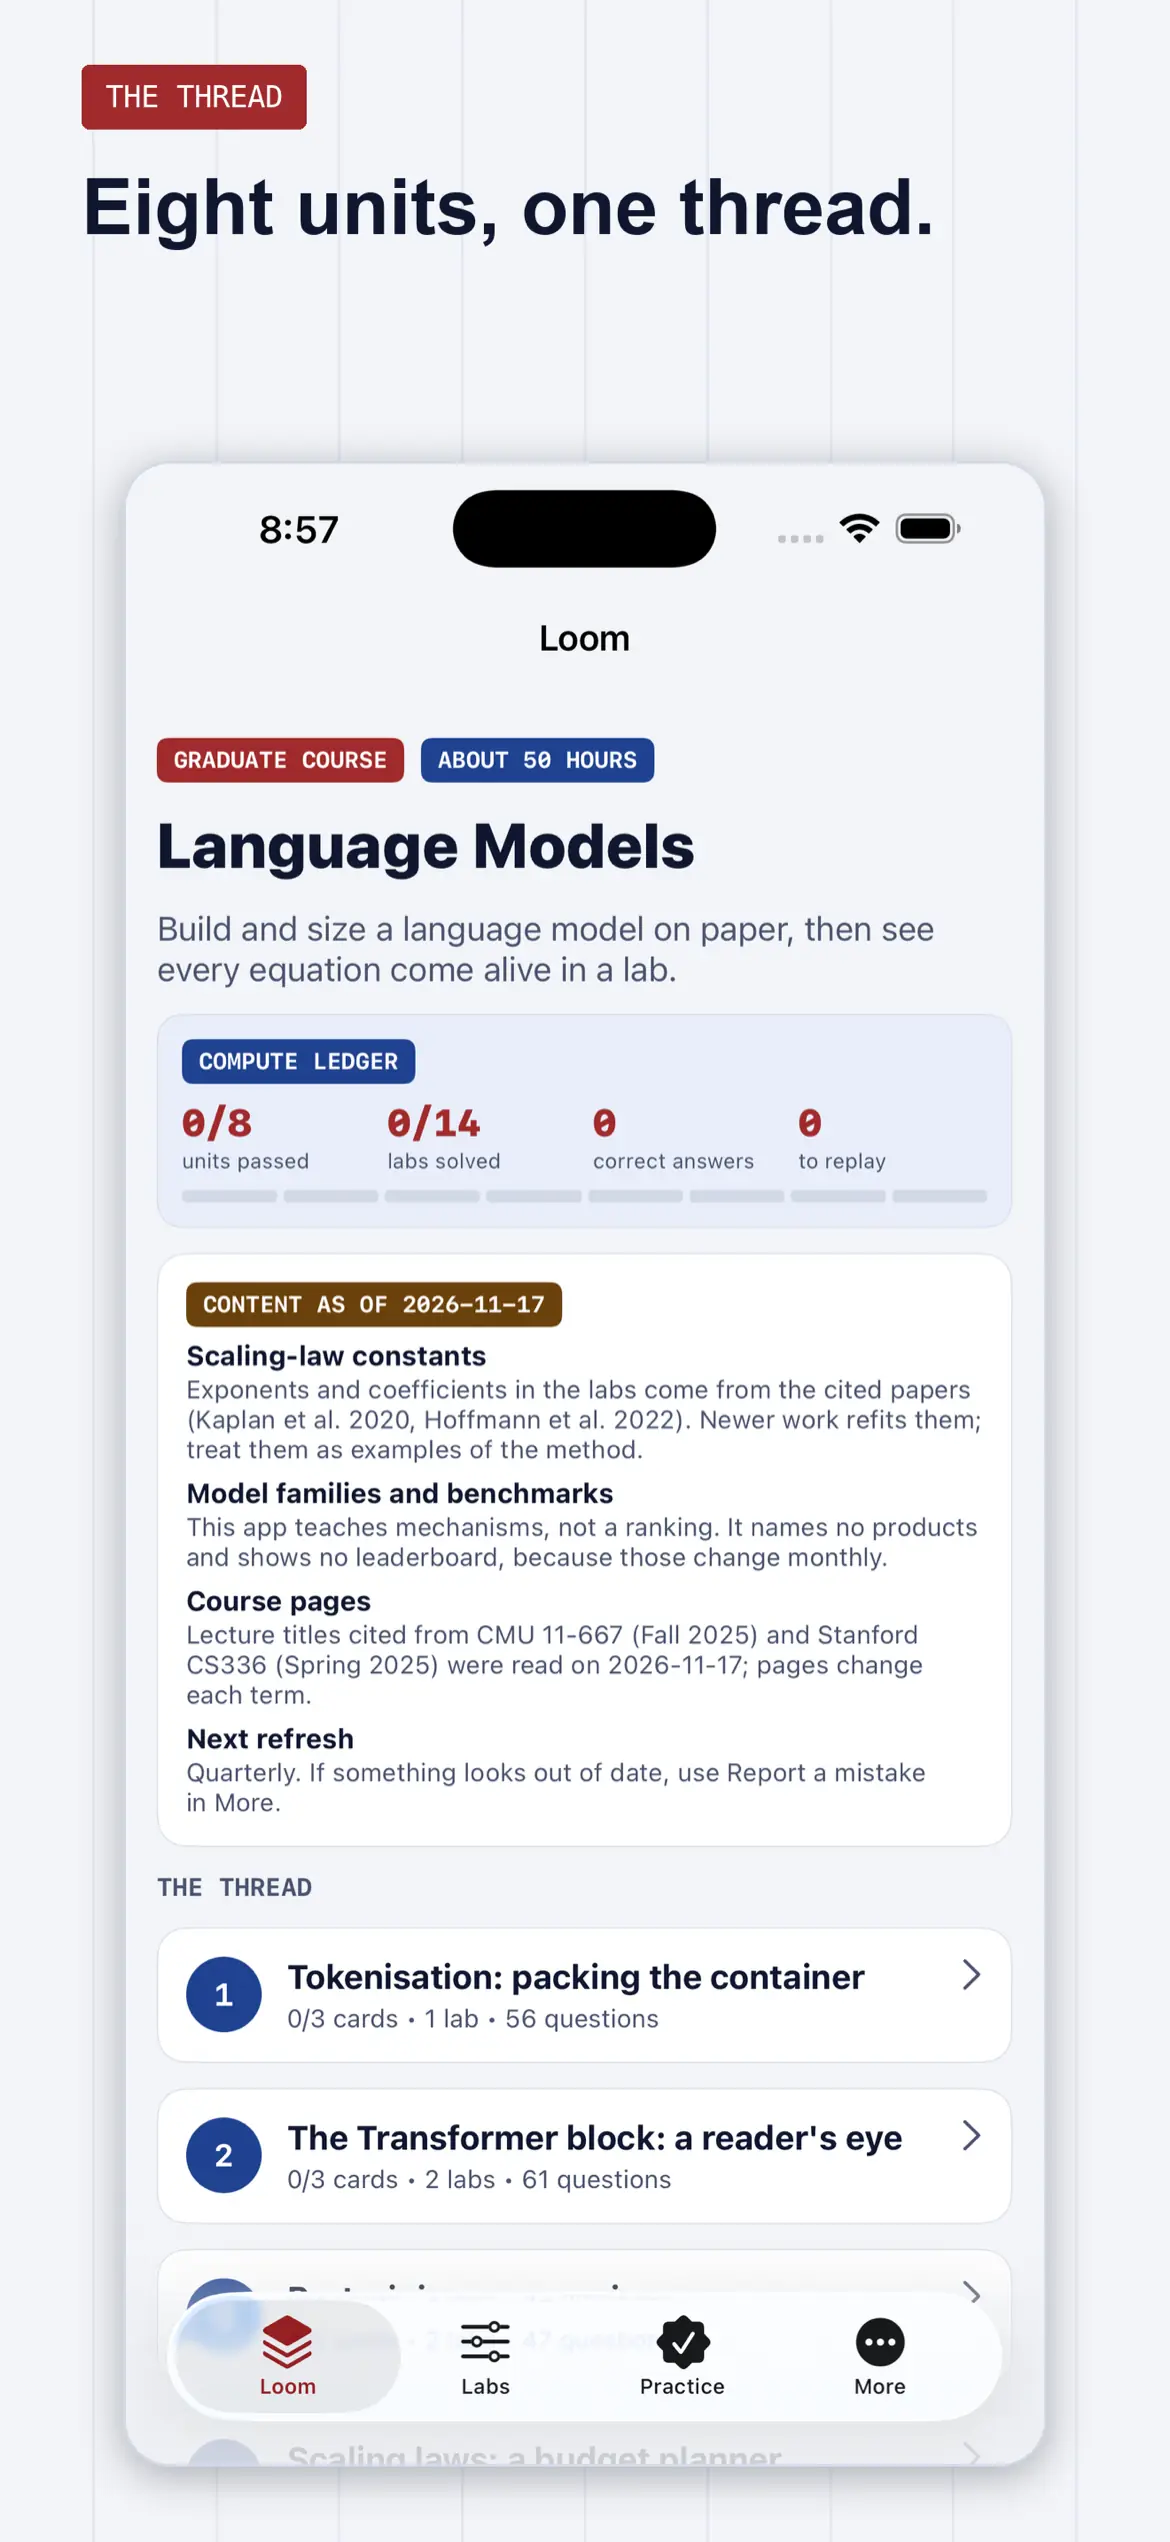 THE THREAD
Eight units, one thread.
8:57
Loom
GRADUATE COURSE
ABOUT 50 HOURS
Language Models
Build and size a language model on paper, then see
every equation come alive in a lab.
COMPUTE LEDGER
0/8
units passed
0/14
labs solved
0
correct answers
0
to replay
CONTENT AS OF 2026-11-17
Scaling-law constants
Exponents and coefficients in the labs come from the cited papers
(Kaplan et al. 2020, Hoffmann et al. 2022). Newer work refits them;
treat them as examples of the method.
Model families and benchmarks
This app teaches mechanisms, not a ranking. It names no products
and shows no leaderboard, because those change monthly.
Course pages
Lecture titles cited from CMU 11-667 (Fall 2025) and Stanford
CS336 (Spring 2025) were read on 2026-11-17; pages change
each term.
Next refresh
Quarterly. If something looks out of date, use Report a mistake
in More.
THE THREAD
1
Tokenisation: packing the container
0/3 cards • 1 lab • 56 questions
2
The Transformer block: a reader's eye
0/3 cards • 2 labs • 61 questions
Loom
Labs
Practice
More
Scaling laws: a budget planner